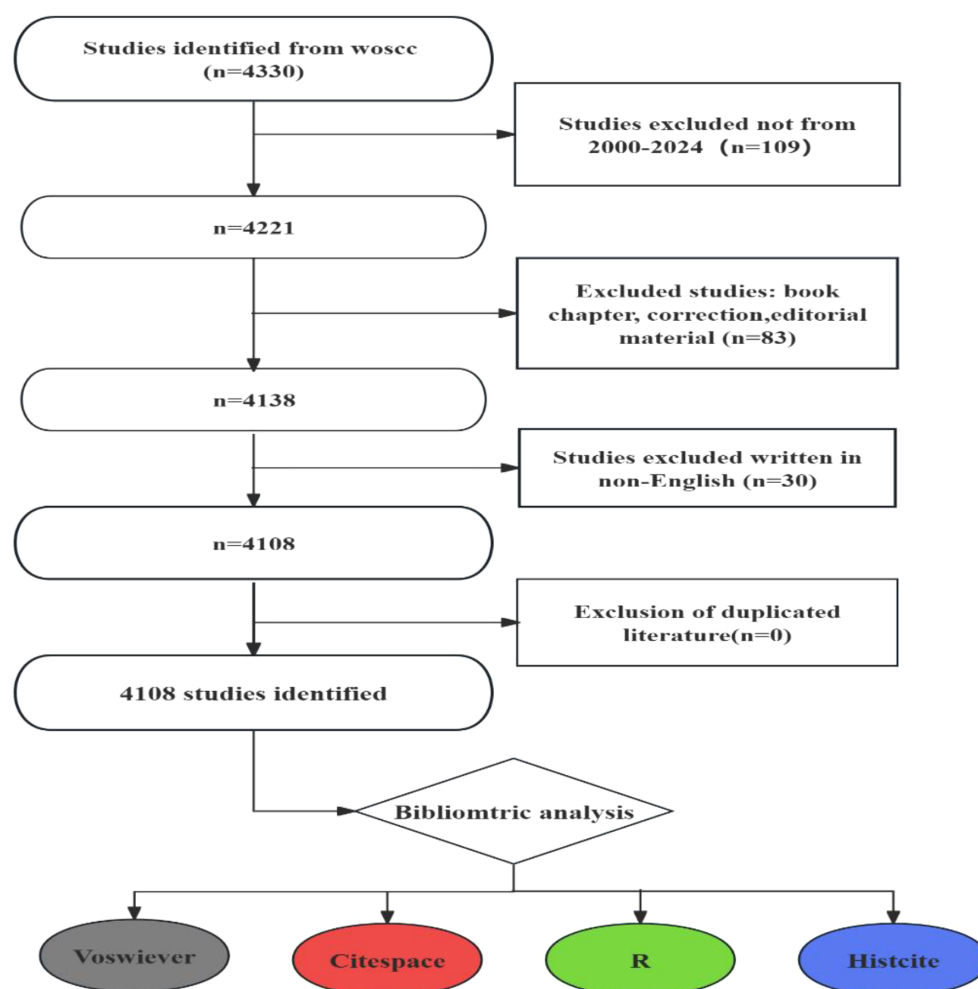 Studies identified from woscc
(n=4330)
Studies excluded not from
2000-2024（n=109）
n=4221
Excluded studies: book
chapter, correction,editorial
material (n=83)
n=4138
Studies excluded written in
non-English (n=30)
n=4108
Exclusion of duplicated
literature(n=0)
4108 studies identified
Bibliomtric analysis
Voswiever
Citespace
R
Histcite